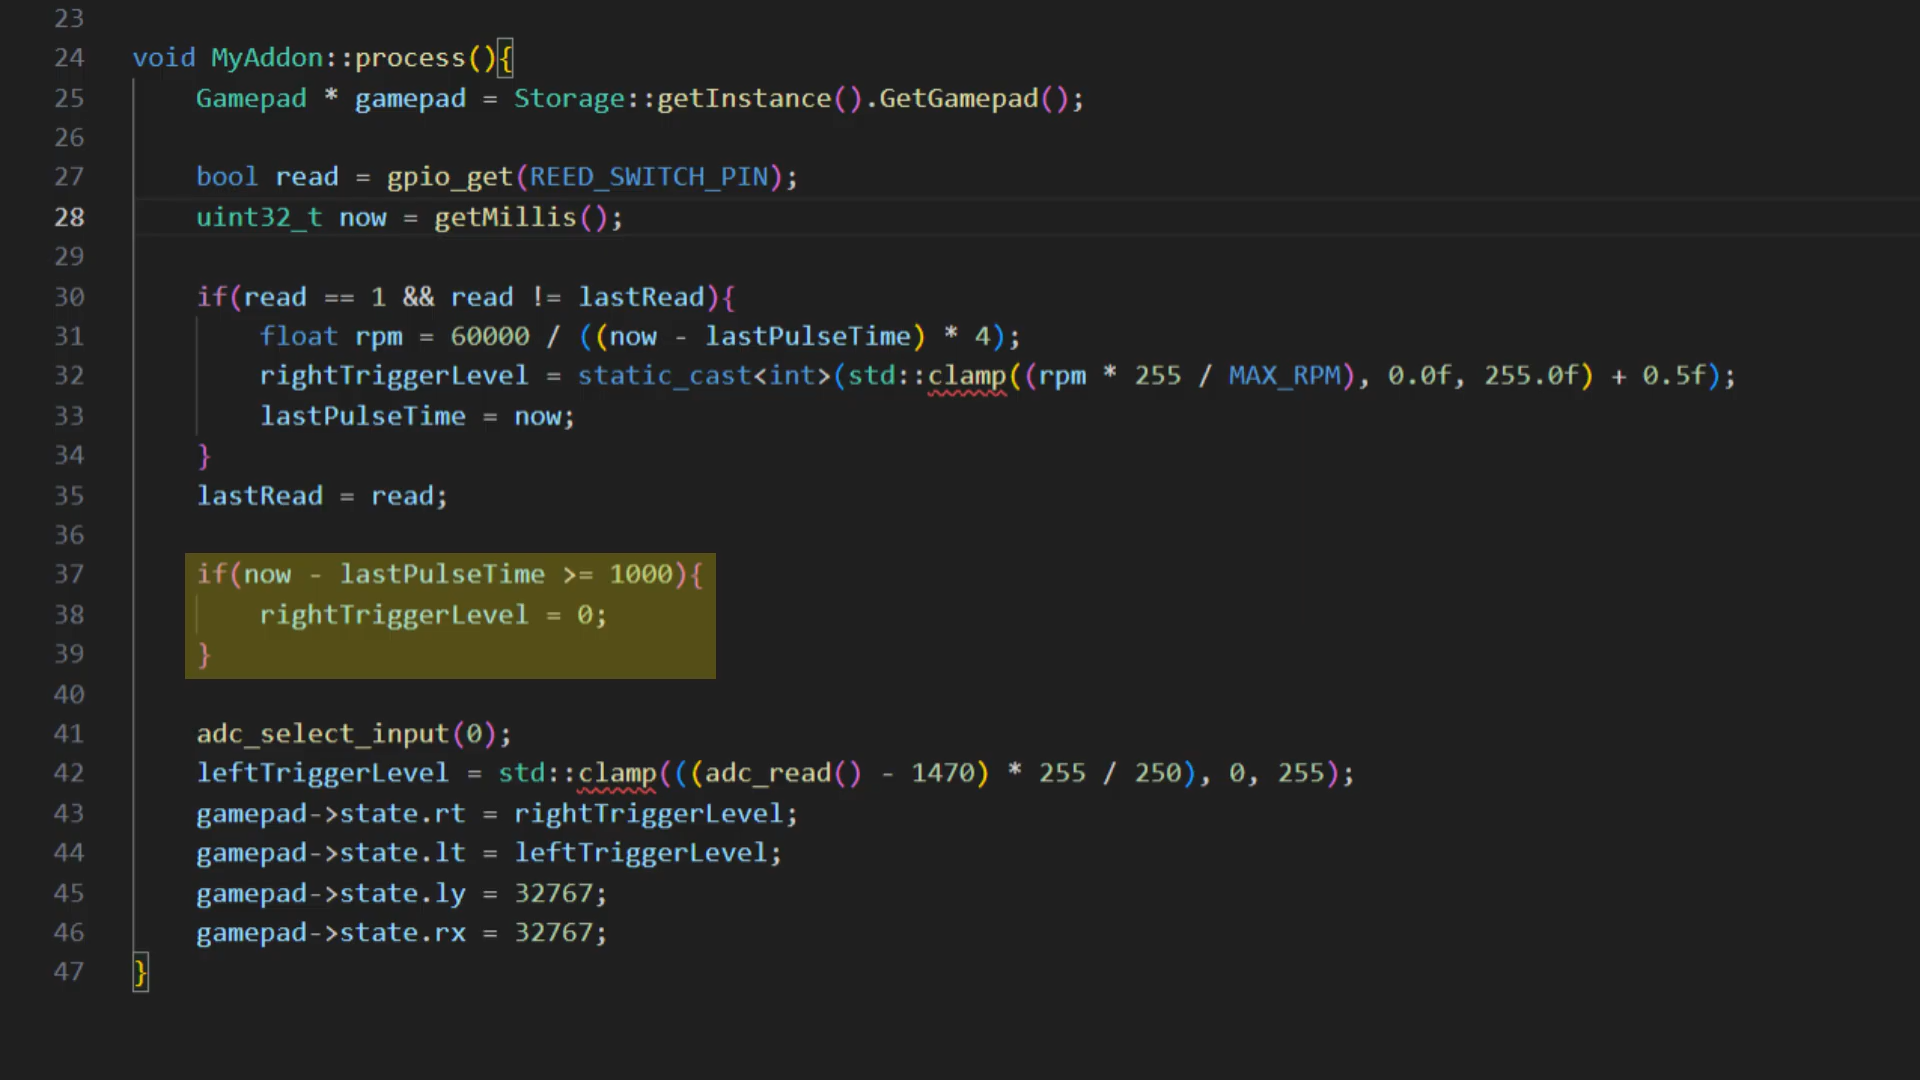 23
24 void MyAddon::process(){
25 Gamepad * gamepad = Storage::getInstance().GetGamepad();
26
27 bool read = gpio_get(REED_SWITCH_PIN);
28 uint32_t now = getMillis();
29
30 if(read == 1 && read != lastRead){
31 float rpm = 60000 / ((now - lastPulseTime) * 4);
32 rightTriggerLevel = static_cast<int>(std::clamp((rpm * 255 / MAX_RPM), 0.0f, 255.0f) + 0.5f);
33 lastPulseTime = now;
34 }
35 lastRead = read;
36
37 if(now - lastPulseTime >= 1000){
38 rightTriggerLevel = 0;
39 }
40
41 adc_select_input(0);
42 leftTriggerLevel = std::clamp(((adc_read() - 1470) * 255 / 250), 0, 255);
43 gamepad->state.rt = rightTriggerLevel;
44 gamepad->state.lt = leftTriggerLevel;
45 gamepad->state.ly = 32767;
46 gamepad->state.rx = 32767;
47 }